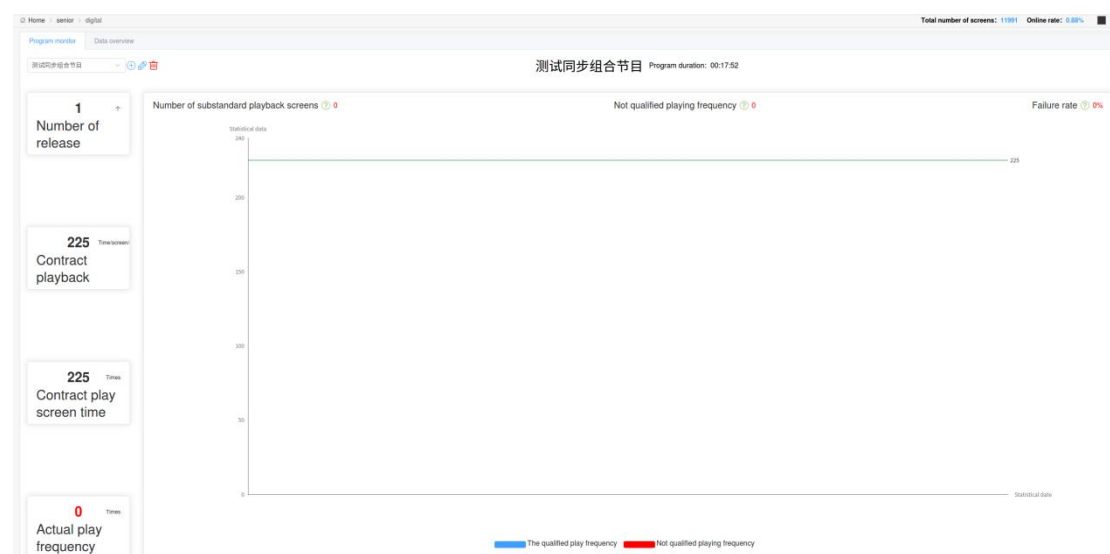 Home / senior / digital
Total number of screens: 11991 Online rate: 0.88%
Program monitor Data overview
测试同步组合节目
测试同步组合节目 Program duration: 00:17:52
1 +
Number of
release
Number of substandard playback screens ? 0
Not qualified playing frequency ? 0
Failure rate ? 0%
Statistical data
240
225
200
150
100
50
0
Statistical date
225 Time/screen/
Contract
playback
225 Times
Contract play
screen time
0 Times
Actual play
frequency
The qualified play frequency Not qualified playing frequency